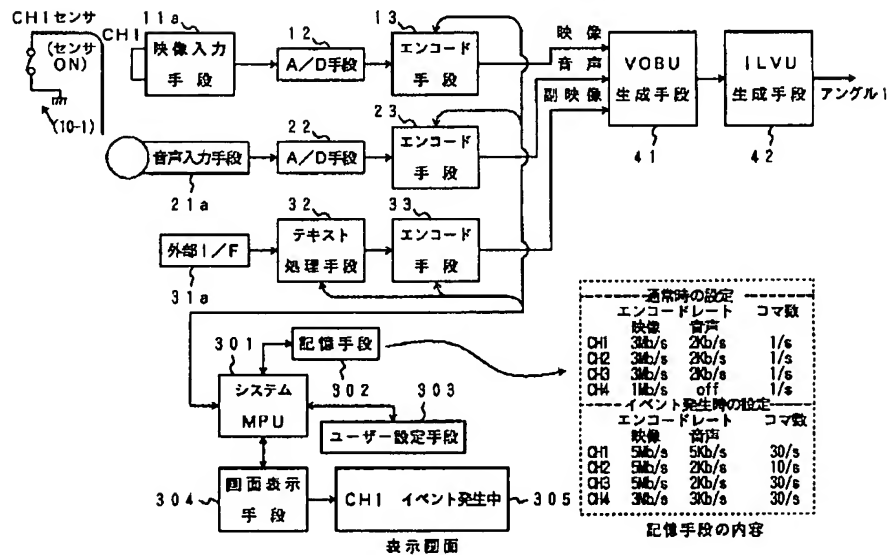 CH1センサ
(センサ
ON)
(10-1)
CH1
11a
映像入力
手段
12
A/D手段
13
エンコード
手段
映像
音声
副映像
VOBU
生成手段
41
ILVU
生成手段
42
アングル1
音声入力手段
21a
22
A/D手段
23
エンコード
手段
外部I/F
31a
32
テキスト
処理手段
33
エンコード
手段
301
システム
MPU
記憶手段
302
303
ユーザー設定手段
304
画面表示
手段
CH1 イベント発生中
305
表示画面
通常時の設定
エンコードレート コマ数
映像 音声
CH1 3Mb/s 2Kb/s 1/s
CH2 3Mb/s 2Kb/s 1/s
CH3 3Mb/s 2Kb/s 1/s
CH4 1Mb/s off 1/s
イベント発生時の設定
エンコードレート コマ数
映像 音声
CH1 5Mb/s 5Kb/s 30/s
CH2 5Mb/s 2Kb/s 10/s
CH3 5Mb/s 2Kb/s 30/s
CH4 3Mb/s 3Kb/s 30/s
記憶手段の内容